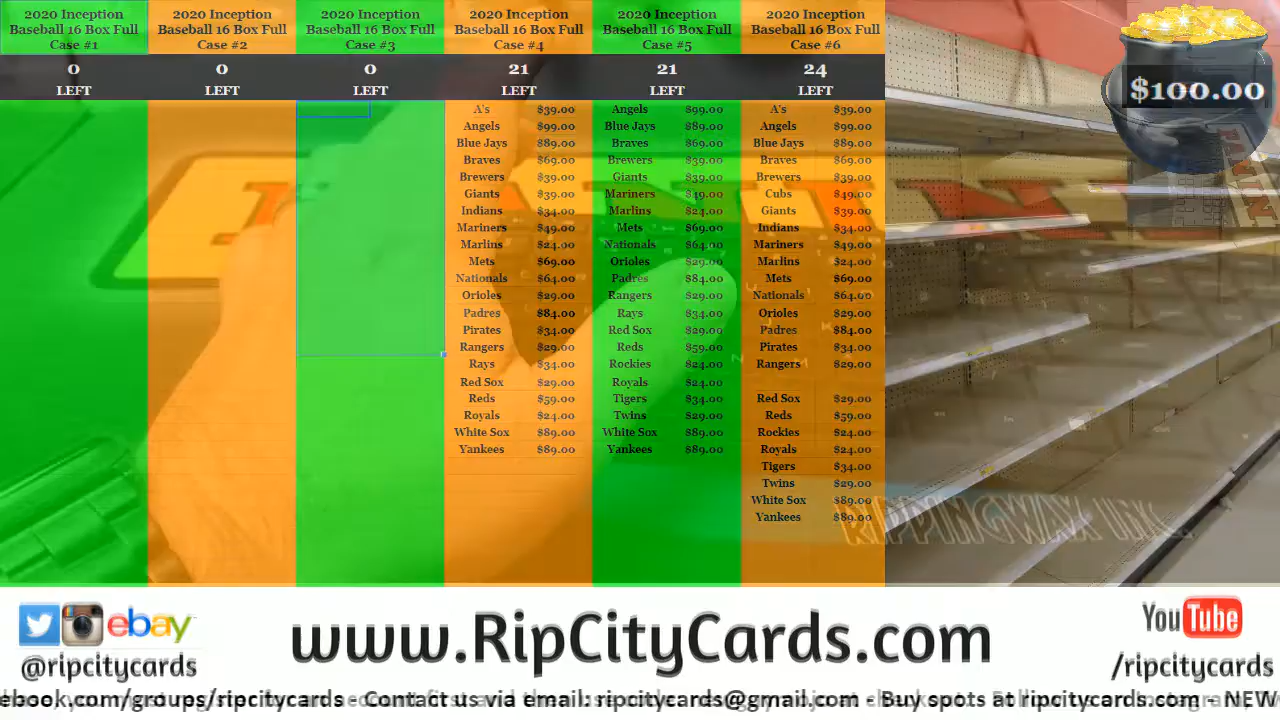 2020 Inception Baseball 16 Box Full Case #1
0
LEFT
2020 Inception Baseball 16 Box Full Case #2
0
LEFT
2020 Inception Baseball 16 Box Full Case #3
0
LEFT
2020 Inception Baseball 16 Box Full Case #4
21
LEFT
A's $39.00
Angels $99.00
Blue Jays $89.00
Braves $69.00
Brewers $39.00
Giants $39.00
Indians $34.00
Mariners $49.00
Marlins $24.00
Mets $69.00
Nationals $64.00
Orioles $29.00
Padres $84.00
Pirates $34.00
Rangers $29.00
Rays $34.00
Red Sox $29.00
Reds $59.00
Royals $24.00
White Sox $89.00
Yankees $89.00
2020 Inception Baseball 16 Box Full Case #5
21
LEFT
Angels $99.00
Blue Jays $89.00
Braves $69.00
Brewers $39.00
Giants $39.00
Mariners $49.00
Marlins $24.00
Mets $69.00
Nationals $64.00
Orioles $29.00
Padres $84.00
Rangers $29.00
Rays $34.00
Red Sox $29.00
Reds $59.00
Rockies $24.00
Royals $24.00
Tigers $34.00
Twins $29.00
White Sox $89.00
Yankees $89.00
2020 Inception Baseball 16 Box Full Case #6
24
LEFT
A's $39.00
Angels $99.00
Blue Jays $89.00
Braves $69.00
Brewers $39.00
Cubs $49.00
Giants $39.00
Indians $34.00
Mariners $49.00
Marlins $24.00
Mets $69.00
Nationals $64.00
Orioles $29.00
Padres $84.00
Pirates $34.00
Rangers $29.00
Red Sox $29.00
Reds $59.00
Rockies $24.00
Royals $24.00
Tigers $34.00
Twins $29.00
White Sox $89.00
Yankees $89.00
$100.00
RIPPINGWAX INK.
ebay
@ripcitycards
www.RipCityCards.com
YouTube
/ripcitycards
ebook.com/groups/ripcitycards - Contact us via email: ripcitycards@gmail.com - Buy spots at ripcitycards.com - NEW